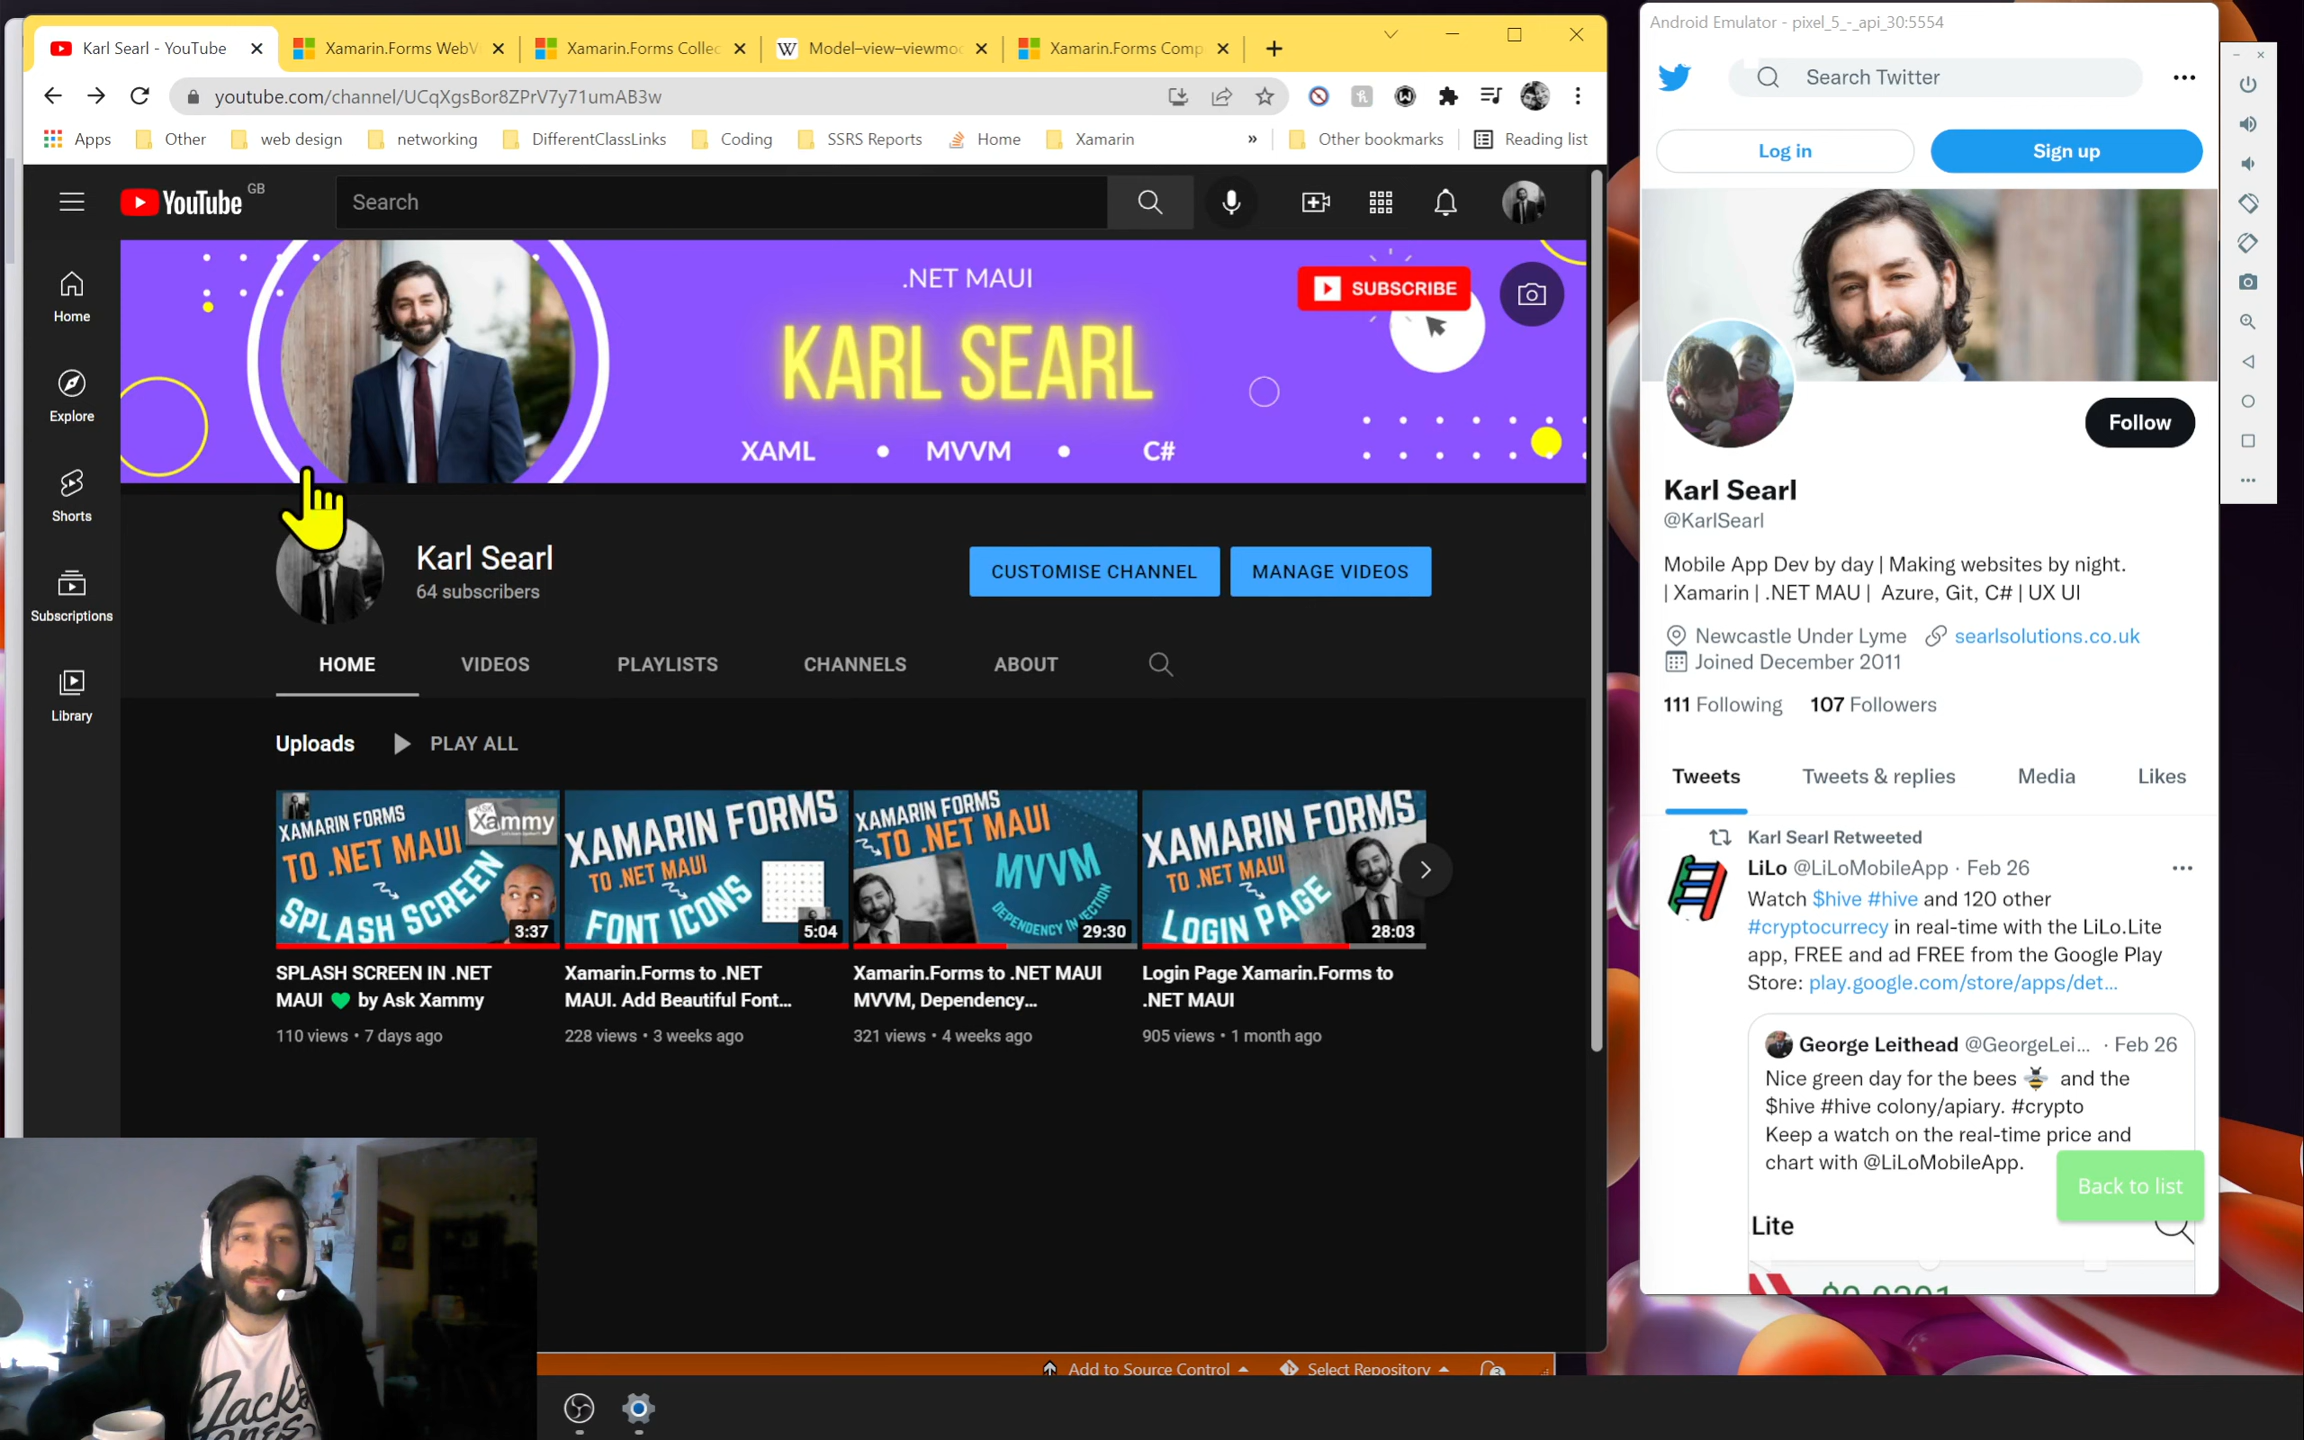 Karl Searl - YouTube
Xamarin.Forms WebV
Xamarin.Forms Collec
Model–view–viewmo
Xamarin.Forms Comp
youtube.com/channel/UCqXgsBor8ZPrV7y71umAB3w
Apps
Other
web design
networking
DifferentClassLinks
Coding
SSRS Reports
Home
Xamarin
»
Other bookmarks
Reading list
YouTube GB
Search
Home
Explore
Shorts
Subscriptions
Library
.NET MAUI
KARL SEARL
XAML • MVVM • C#
SUBSCRIBE
Karl Searl
64 subscribers
CUSTOMISE CHANNEL
MANAGE VIDEOS
HOME
VIDEOS
PLAYLISTS
CHANNELS
ABOUT
Uploads
PLAY ALL
XAMARIN FORMS
TO .NET MAUI
SPLASH SCREEN
Xammy
3:37
XAMARIN FORMS
TO .NET MAUI
FONT ICONS
5:04
XAMARIN FORMS
TO .NET MAUI
MVVM
DEPENDENCY INJECTION
29:30
XAMARIN FORMS
TO .NET MAUI
LOGIN PAGE
28:03
SPLASH SCREEN IN .NET
MAUI 💚 by Ask Xammy
110 views • 7 days ago
Xamarin.Forms to .NET
MAUI. Add Beautiful Font...
228 views • 3 weeks ago
Xamarin.Forms to .NET MAUI
MVVM, Dependency...
321 views • 4 weeks ago
Login Page Xamarin.Forms to
.NET MAUI
905 views • 1 month ago
Add to Source Control
Select Repository
Android Emulator - pixel_5_-_api_30:5554
Search Twitter
Log in
Sign up
Follow
Karl Searl
@KarlSearl
Mobile App Dev by day | Making websites by night.
| Xamarin | .NET MAU | Azure, Git, C# | UX UI
Newcastle Under Lyme
searlsolutions.co.uk
Joined December 2011
111 Following
107 Followers
Tweets
Tweets & replies
Media
Likes
Karl Searl Retweeted
LiLo @LiLoMobileApp · Feb 26
Watch $hive #hive and 120 other
#cryptocurrecy in real-time with the LiLo.Lite
app, FREE and ad FREE from the Google Play
Store: play.google.com/store/apps/det...
George Leithead @GeorgeLei... · Feb 26
Nice green day for the bees 🐝 and the
$hive #hive colony/apiary. #crypto
Keep a watch on the real-time price and
chart with @LiLoMobileApp.
Back to list
Lite